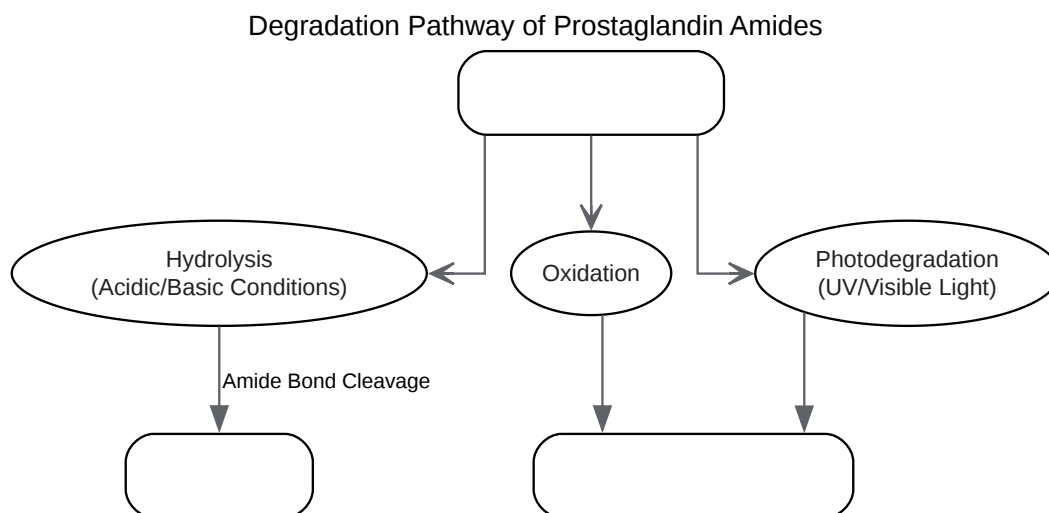 Degradation Pathway of Prostaglandin Amides
Hydrolysis
(Acidic/Basic Conditions)
Oxidation
Photodegradation
(UV/Visible Light)
Amide Bond Cleavage